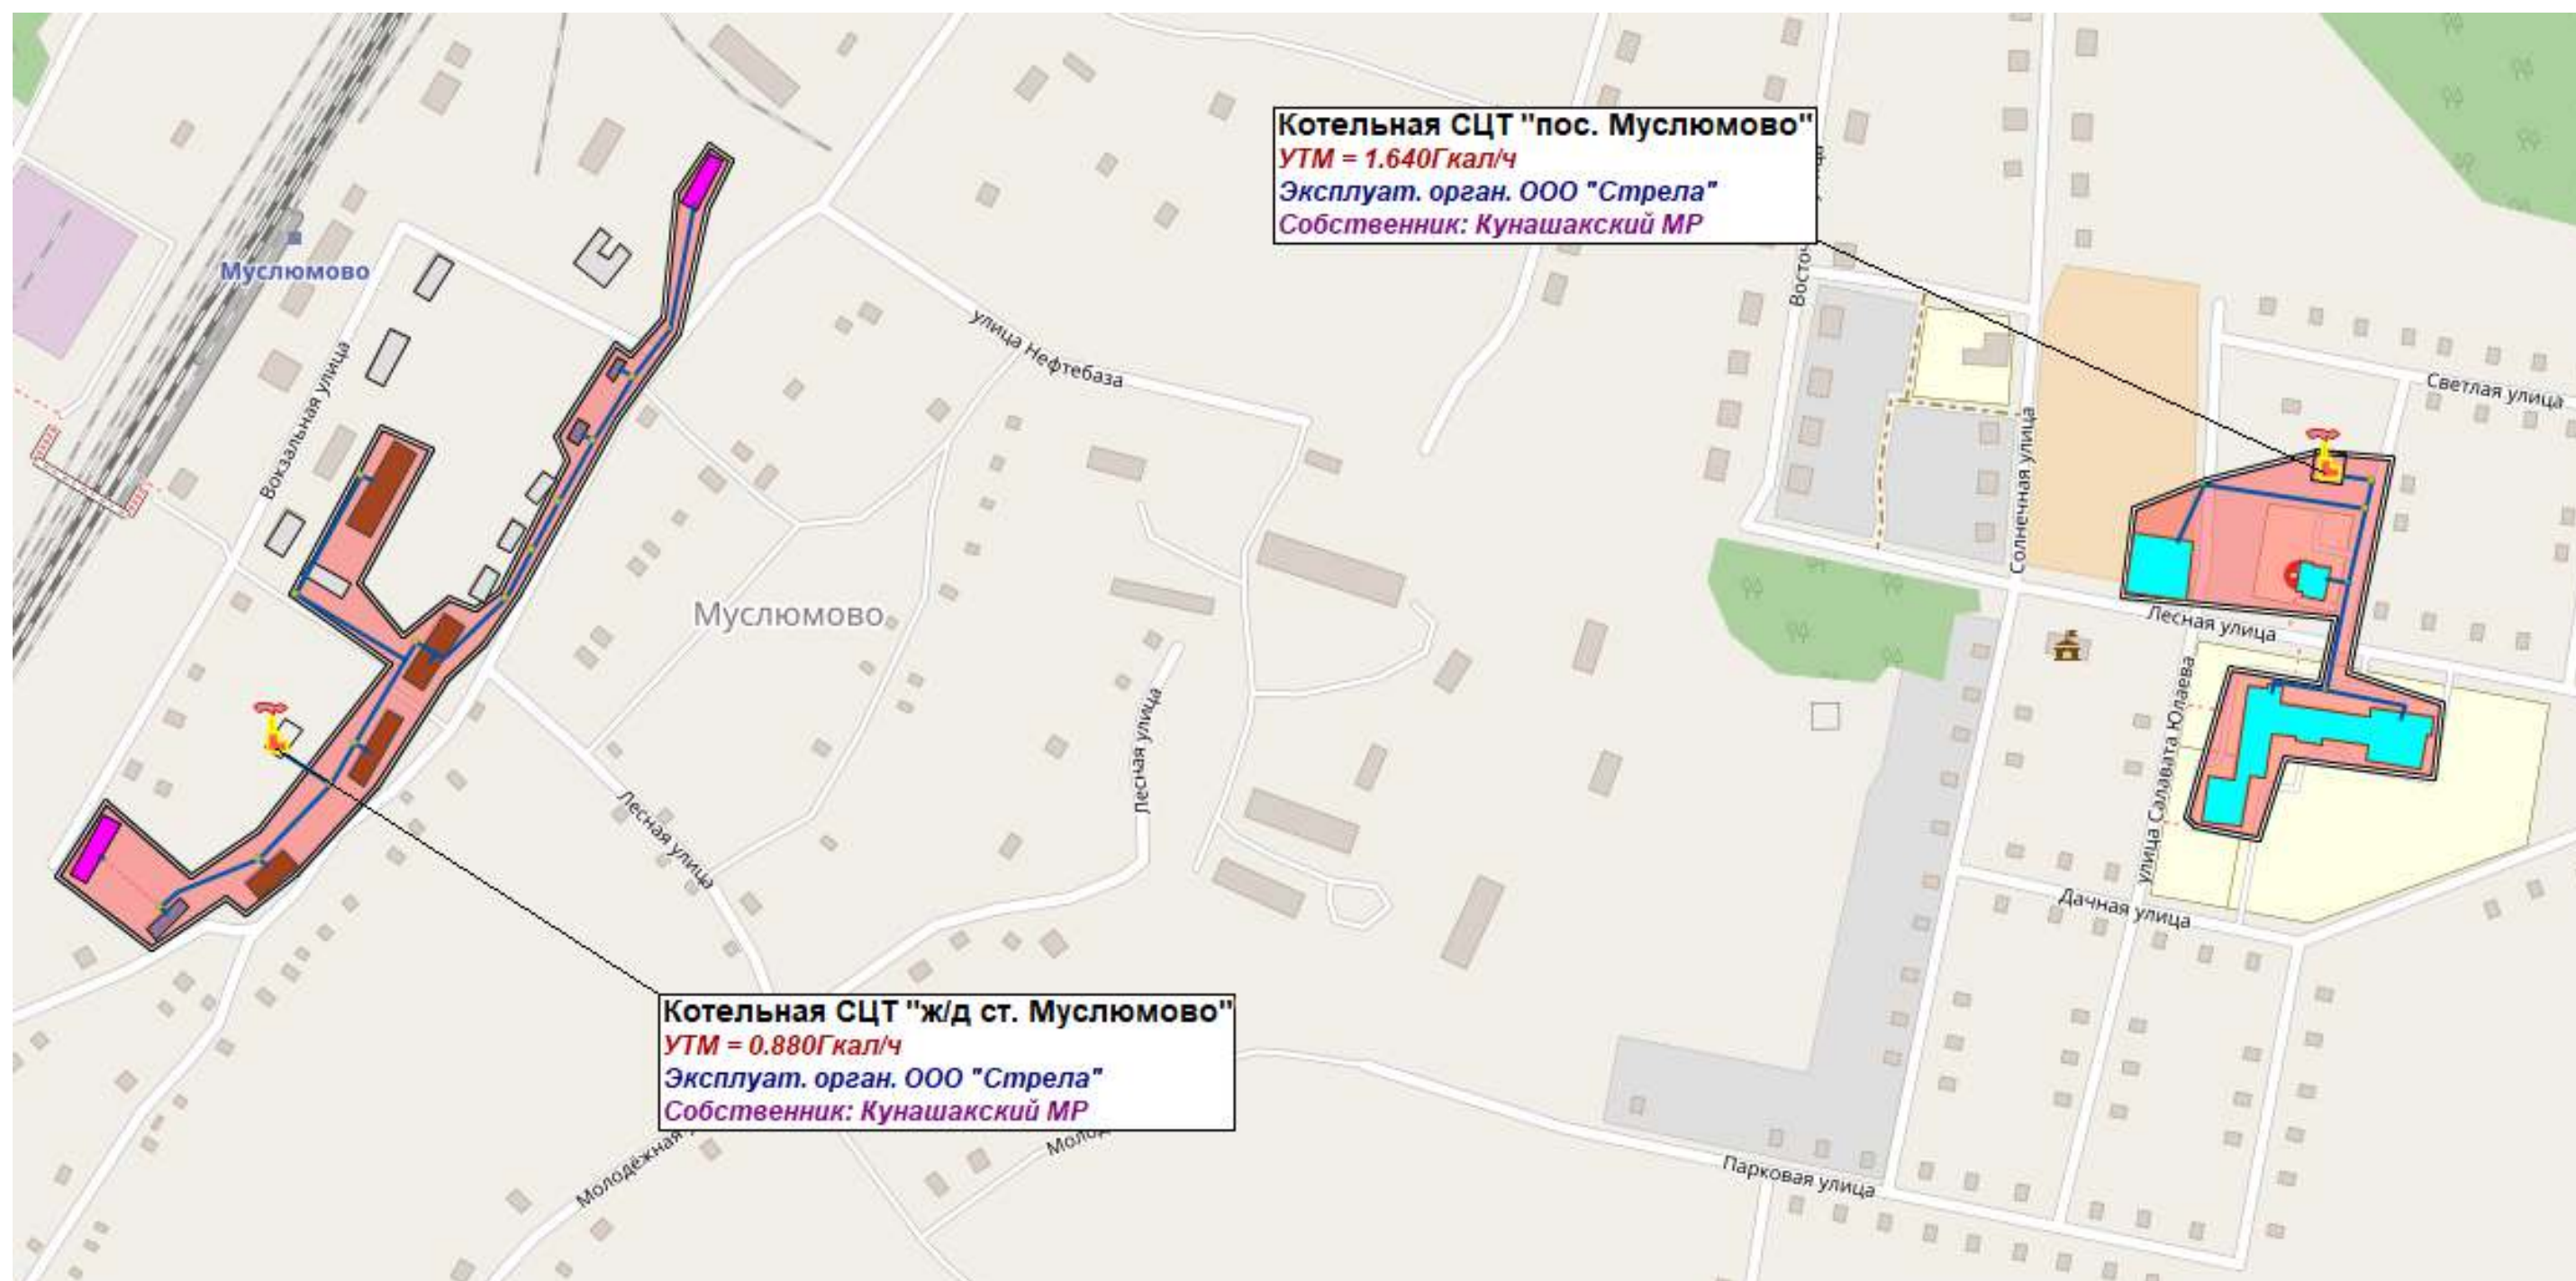 Котельная СЦТ "пос. Муслюмово"
УТМ = 1.640Гкал/ч
Эксплуат. орган. ООО "Стрела"
Собственник: Кунашакский МР
Муслюмово
Вокзальная улица
улица Нефтебаза
Светлая улица
Солнечная улица
Муслюмово
Лесная улица
улица Салавата Юлаева
Лесная улица
Лесная улица
Дачная улица
Котельная СЦТ "ж/д ст. Муслюмово"
УТМ = 0.880Гкал/ч
Эксплуат. орган. ООО "Стрела"
Собственник: Кунашакский МР
Молодёжная
Парковая улица